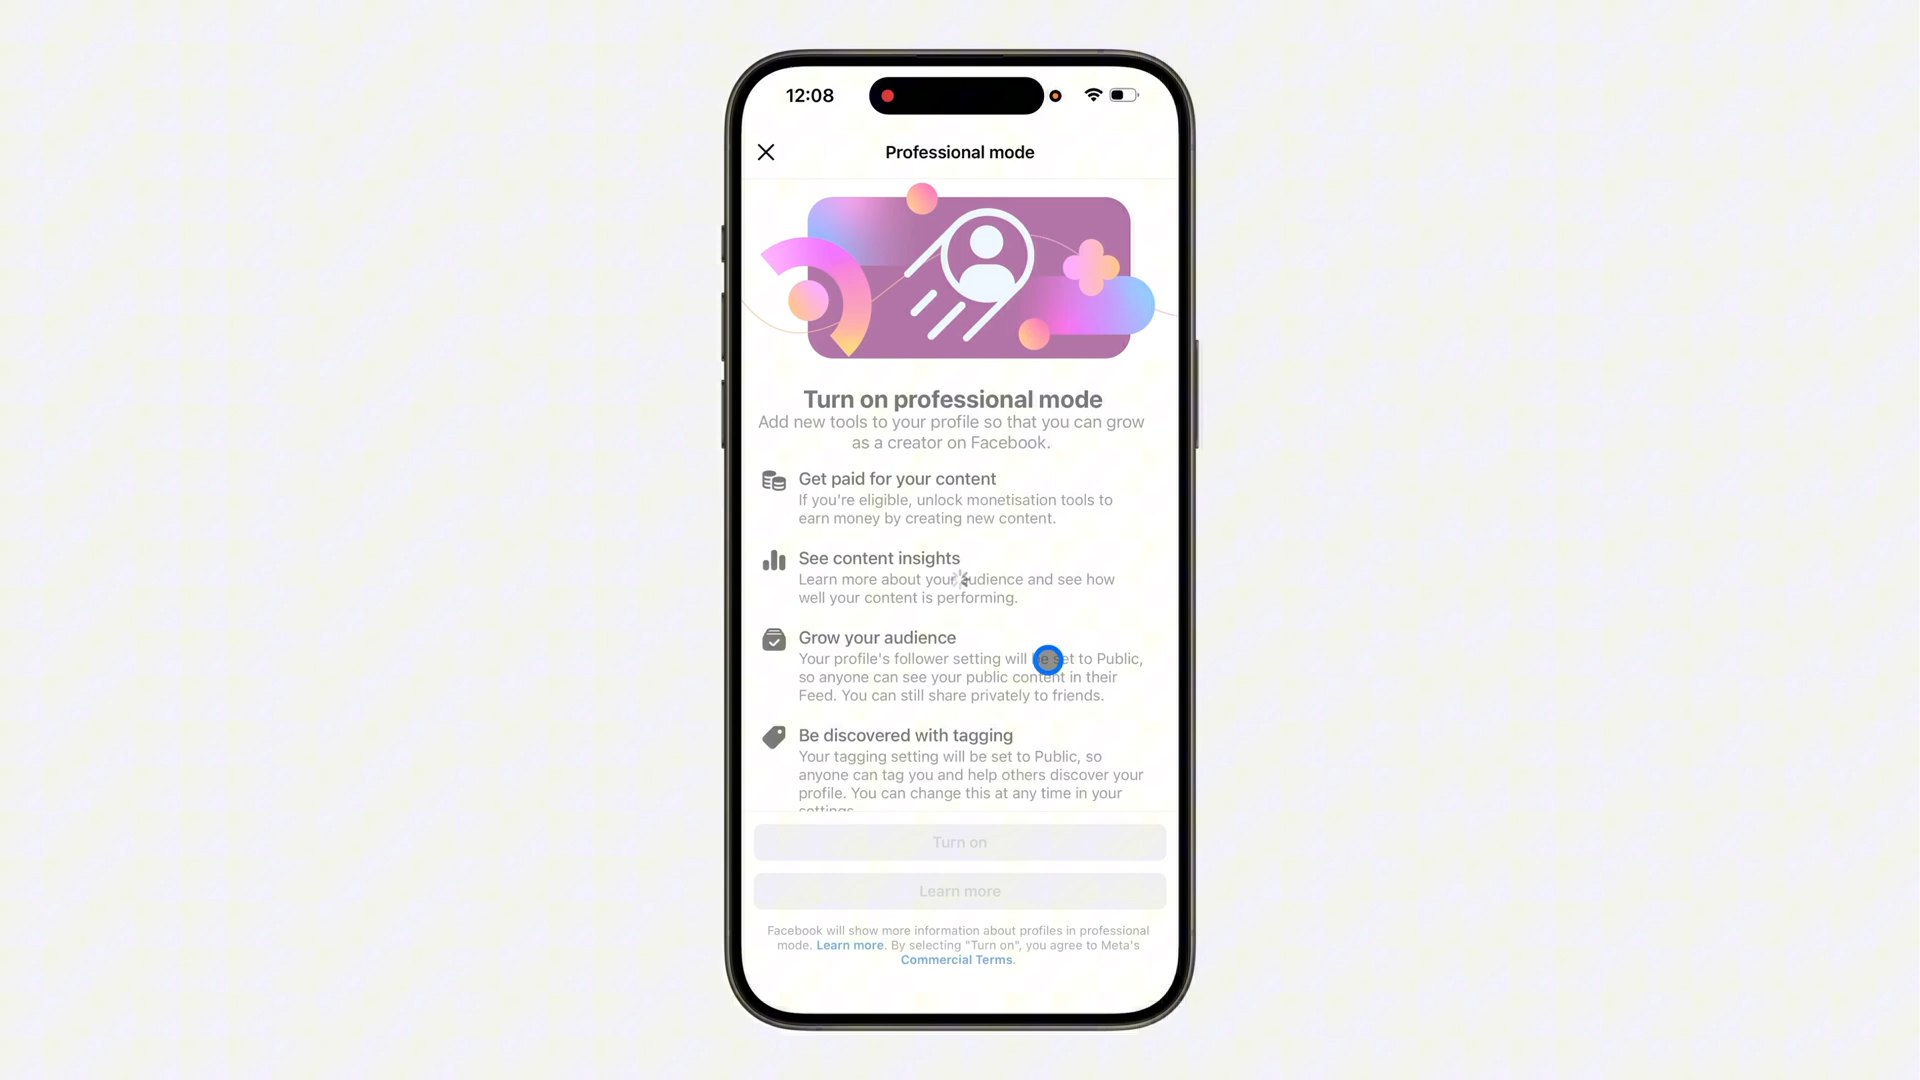 12:08
Professional mode
Turn on professional mode
Add new tools to your profile so that you can grow
as a creator on Facebook.
Get paid for your content
If you're eligible, unlock monetisation tools to
earn money by creating new content.
See content insights
Learn more about your audience and see how
well your content is performing.
Grow your audience
Your profile's follower setting will be set to Public,
so anyone can see your public content in their
Feed. You can still share privately to friends.
Be discovered with tagging
Your tagging setting will be set to Public, so
anyone can tag you and help others discover your
profile. You can change this at any time in your
settings.
Turn on
Learn more
Facebook will show more information about profiles in professional
mode. Learn more. By selecting "Turn on", you agree to Meta's
Commercial Terms.